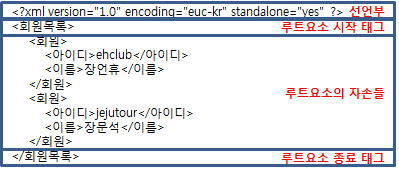 <?xml version="1.0" encoding="euc-kr" standalone="yes" ?> 선언부
<회원목록> 루트요소 시작 태그
<회원>
<아이디>ehclub</아이디>
<이름>장언휴</이름>
</회원>
<회원> 루트요소의 자손들
<아이디>jejutour</아이디>
<이름>장문석</이름>
</회원>
</회원목록> 루트요소 종료 태그